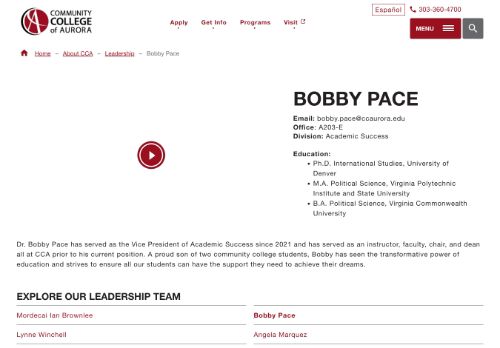 COMMUNITY
COLLEGE
of AURORA
Apply
Get Info
Programs
Visit
Español
303-360-4700
MENU
Home – About CCA – Leadership – Bobby Pace
BOBBY PACE
Email: bobby.pace@ccaurora.edu
Office: A203-E
Division: Academic Success
Education:
• Ph.D. International Studies, University of
Denver
• M.A. Political Science, Virginia Polytechnic
Institute and State University
• B.A. Political Science, Virginia Commonwealth
University
Dr. Bobby Pace has served as the Vice President of Academic Success since 2021 and has served as an instructor, faculty, chair, and dean
all at CCA prior to his current position. A proud son of two community college students, Bobby has seen the transformative power of
education and strives to ensure all our students can have the support they need to achieve their dreams.
EXPLORE OUR LEADERSHIP TEAM
Mordecai Ian Brownlee
Bobby Pace
Lynne Winchell
Angela Marquez